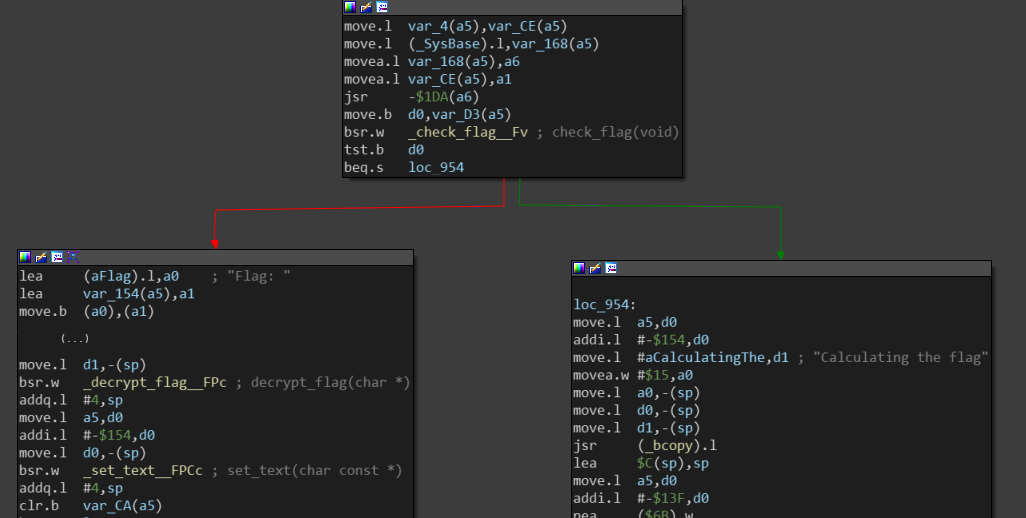 move.l  var_4(a5),var_CE(a5)
move.l  (_SysBase).l,var_168(a5)
movea.l var_168(a5),a6
movea.l var_CE(a5),a1
jsr     -$1DA(a6)
move.b  d0,var_D3(a5)
bsr.w   _check_flag__Fv ; check_flag(void)
tst.b   d0
beq.s   loc_954
lea     (aFlag).l,a0    ; "Flag: "
lea     var_154(a5),a1
move.b  (a0),(a1)
(...)
move.l  d1,-(sp)
bsr.w   _decrypt_flag__FPc ; decrypt_flag(char *)
addq.l  #4,sp
move.l  a5,d0
addi.l  #-$154,d0
move.l  d0,-(sp)
bsr.w   _set_text__FPCc ; set_text(char const *)
addq.l  #4,sp
clr.b   var_CA(a5)
loc_954:
move.l  a5,d0
addi.l  #-$154,d0
move.l  #aCalculatingThe,d1 ; "Calculating the flag"
movea.w #$15,a0
move.l  a0,-(sp)
move.l  d0,-(sp)
move.l  d1,-(sp)
jsr     (_bcopy).l
lea     $C(sp),sp
move.l  a5,d0
addi.l  #-$13F,d0
pea     ($6B).w